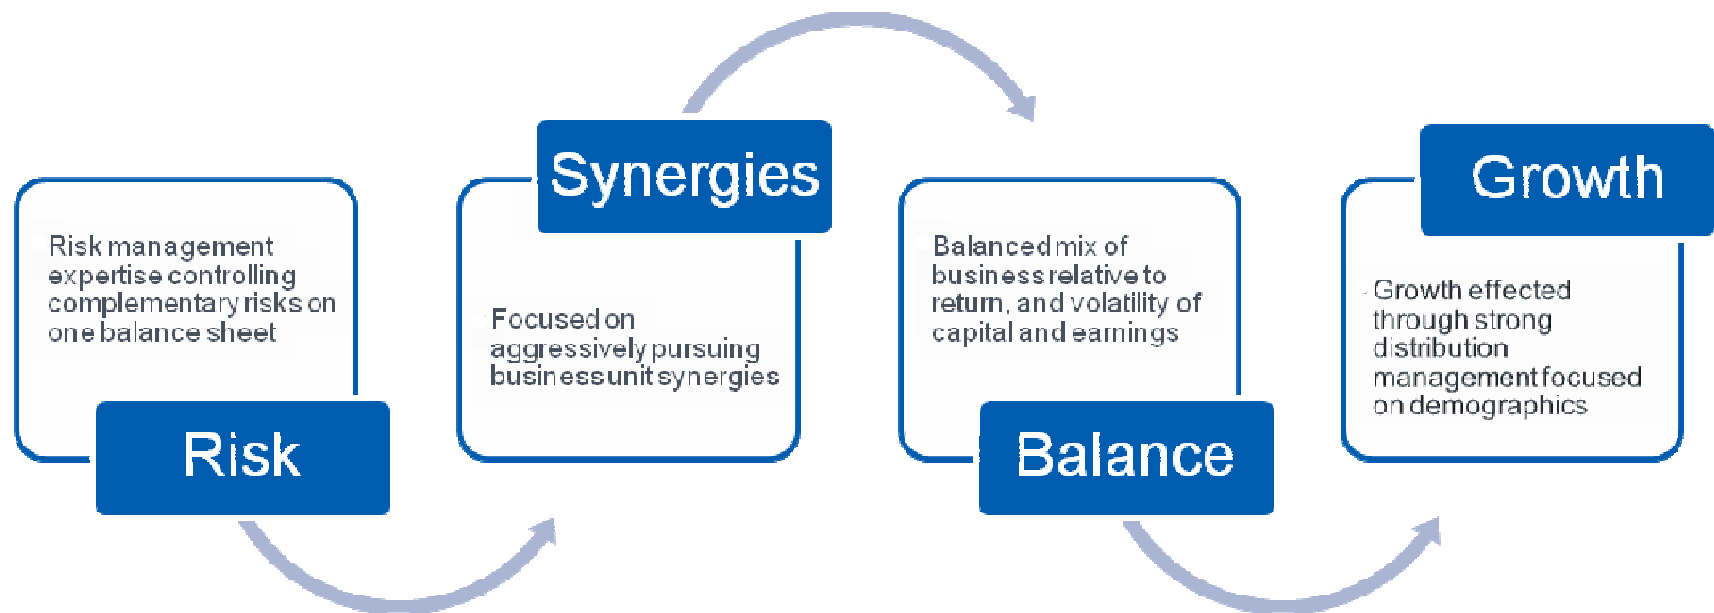 Risk management
expertise controlling
complementary risks on
one balance sheet
Risk
Synergies
Focused on
aggressively pursuing
business unit synergies
Balanced mix of
business relative to
return, and volatility of
capital and earnings
Balance
Growth
Growth effected
through strong
distribution
management focused
on demographics